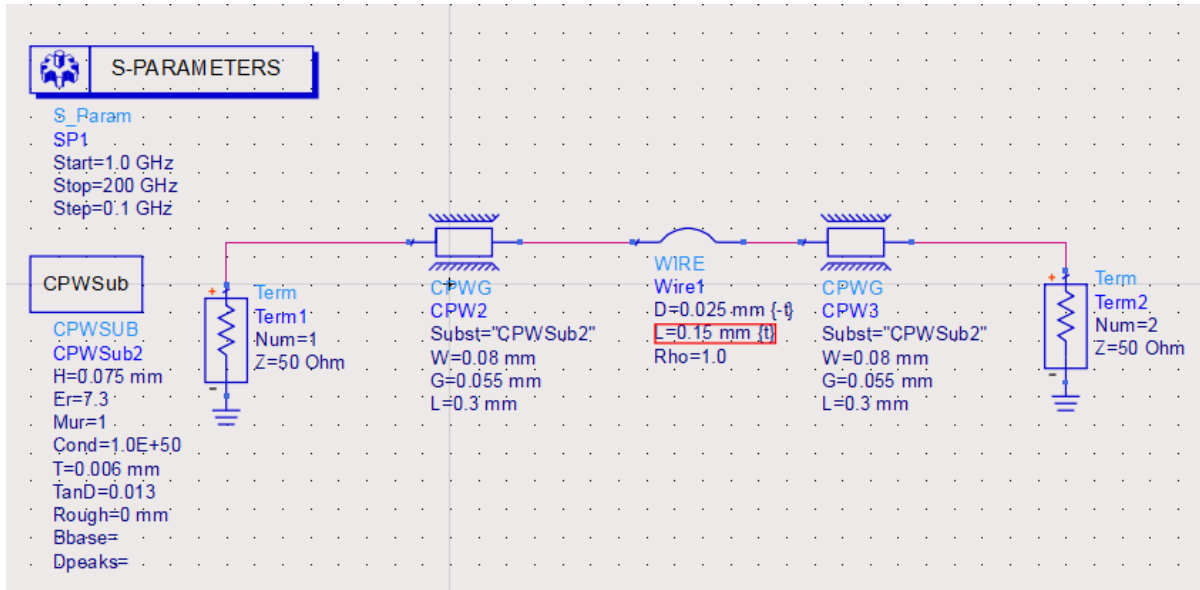 S-PARAMETERS
S_Param
SP1
Start=1.0 GHz
Stop=200 GHz
Step=0.1 GHz
CPWSub
CPWSUB
CPWSub2
H=0.075 mm
Er=7.3
Mur=1
Cond=1.0E+50
T=0.006 mm
TanD=0.013
Rough=0 mm
Bbase=
Dpeaks=
+
-
Term
Term1
Num=1
Z=50 Ohm
CPWG
CPW2
Subst="CPWSub2"
W=0.08 mm
G=0.055 mm
L=0.3 mm
WIRE
Wire1
D=0.025 mm {-t}
L=0.15 mm {t}
Rho=1.0
CPWG
CPW3
Subst="CPWSub2"
W=0.08 mm
G=0.055 mm
L=0.3 mm
+
-
Term
Term2
Num=2
Z=50 Ohm